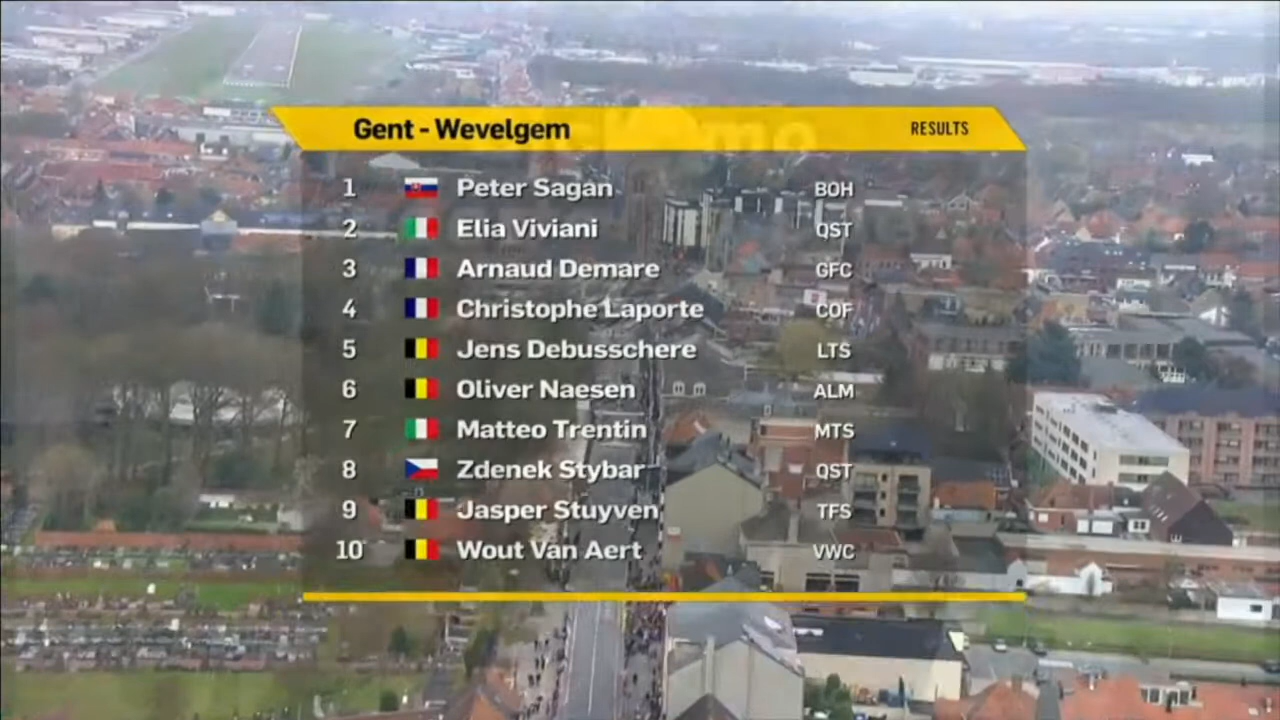 Gent - Wevelgem RESULTS
1 Peter Sagan BOH
2 Elia Viviani QST
3 Arnaud Demare GFC
4 Christophe Laporte COF
5 Jens Debusschere LTS
6 Oliver Naesen ALM
7 Matteo Trentin MTS
8 Zdenek Stybar QST
9 Jasper Stuyven TFS
10 Wout Van Aert VWC